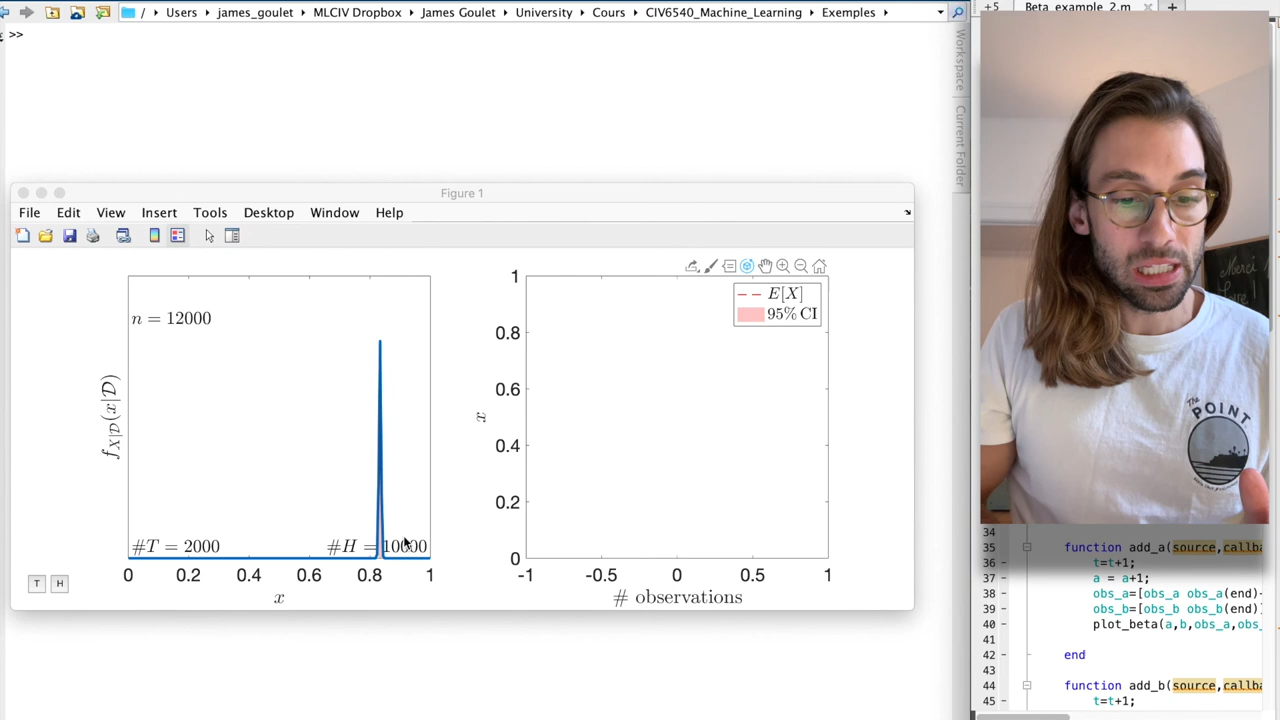 / Users james_goulet MLCIV Dropbox James Goulet University Cours CIV6540_Machine_Learning Exemples
+5 Beta_example_2.m +
>>
Workspace
Current Folder
Figure 1
File Edit View Insert Tools Desktop Window Help
n = 12000
f_{X|D}(x|D)
#T = 2000 #H = 10000
0 0.2 0.4 0.6 0.8 1
x
T H
E[X]
95% CI
1
0.8
0.6
0.4
0.2
0
x
-1 -0.5 0 0.5 1
# observations
Merci
The
POINT
34
35 function add_a(source,callba
36 t=t+1;
37 a = a+1;
38 obs_a=[obs_a obs_a(end)
39 obs_b=[obs_b obs_b(end)]
40 plot_beta(a,b,obs_a,obs_
41
42 end
43
44 function add_b(source,callba
45 t=t+1;